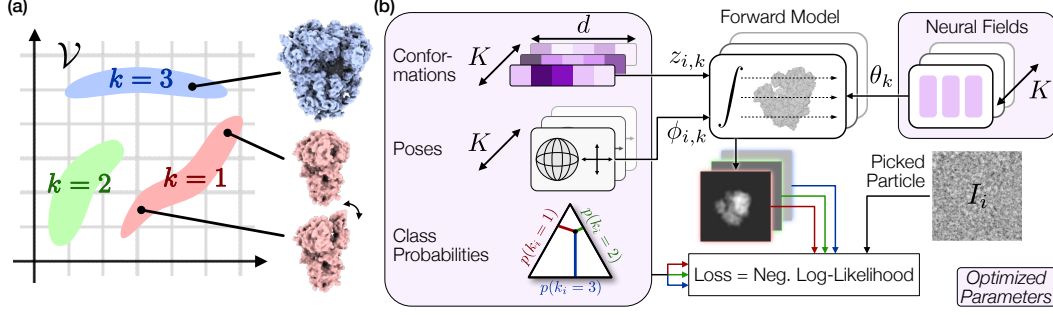 (a)
𝒱
k = 3
k = 2
k = 1
(b)
Confor-
mations
K
d
z_{i,k}
Poses
K
ϕ_{i,k}
Class
Probabilities
p(k_i = 1)
p(k_i = 2)
p(k_i = 3)
Forward Model
∫
θ_k
Neural Fields
K
Picked
Particle
I_i
Loss = Neg. Log-Likelihood
Optimized
Parameters